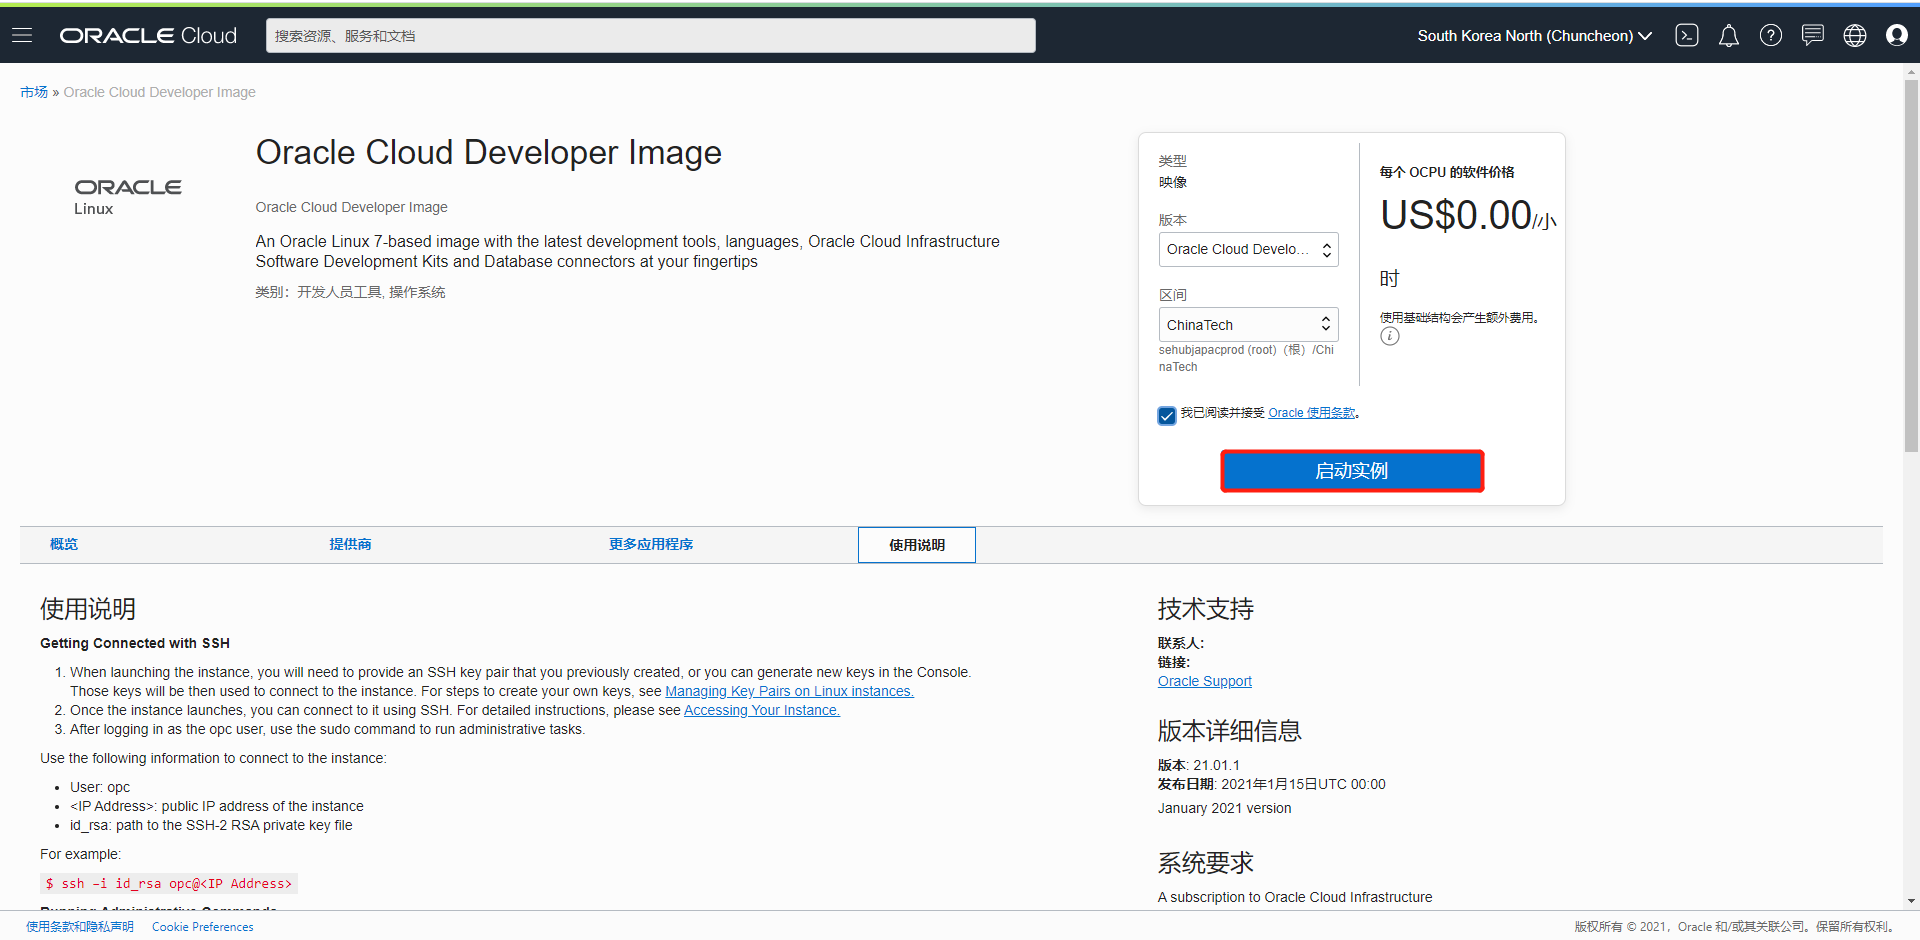 ORACLE Cloud
搜索资源、服务和文档
South Korea North (Chuncheon)
市场 » Oracle Cloud Developer Image
ORACLE
Linux
Oracle Cloud Developer Image
Oracle Cloud Developer Image
An Oracle Linux 7-based image with the latest development tools, languages, Oracle Cloud Infrastructure
Software Development Kits and Database connectors at your fingertips
类别：开发人员工具, 操作系统
类型
映像
版本
Oracle Cloud Develo...
区间
ChinaTech
sehubjapacprod (root)（根）/Chi
naTech
每个 OCPU 的软件价格
US$0.00/小
时
使用基础结构会产生额外费用。
我已阅读并接受 Oracle 使用条款。
启动实例
概览
提供商
更多应用程序
使用说明
使用说明
Getting Connected with SSH
1. When launching the instance, you will need to provide an SSH key pair that you previously created, or you can generate new keys in the Console.
Those keys will be then used to connect to the instance. For steps to create your own keys, see Managing Key Pairs on Linux instances.
2. Once the instance launches, you can connect to it using SSH. For detailed instructions, please see Accessing Your Instance.
3. After logging in as the opc user, use the sudo command to run administrative tasks.
Use the following information to connect to the instance:
• User: opc
• <IP Address>: public IP address of the instance
• id_rsa: path to the SSH-2 RSA private key file
For example:
$ ssh –i id_rsa opc@<IP Address>
Running Administrative Commands
技术支持
联系人:
链接:
Oracle Support
版本详细信息
版本: 21.01.1
发布日期: 2021年1月15日UTC 00:00
January 2021 version
系统要求
A subscription to Oracle Cloud Infrastructure
使用条款和隐私声明
Cookie Preferences
版权所有 © 2021，Oracle 和/或其关联公司。保留所有权利。